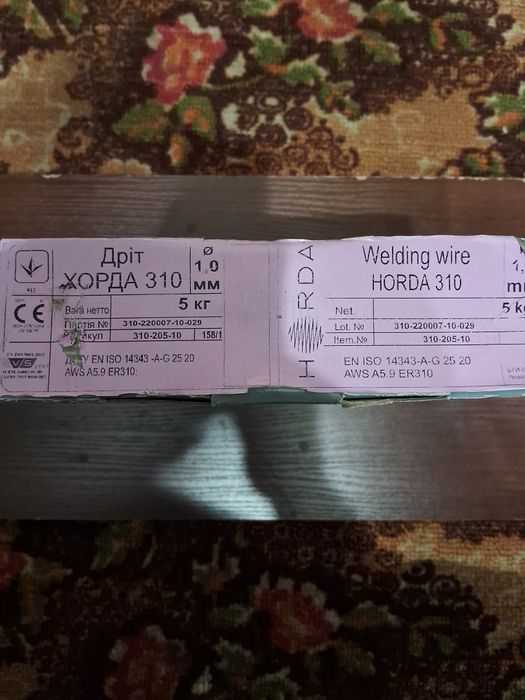 Дріт
ХОРДА 310
Ø
1,0
мм
Вага нетто
5 кг
Партія №
310-220007-10-029
310-205-10
158/1
EN ISO 14343-A-G 25 20
AWS A5.9 ER310;
CE
VIS
HORDA
Welding wire
HORDA 310
Net.
5
Lot.№
310-220007-10-029
Item.№
310-205-10
EN ISO 14343-A-G 25 20
AWS A5.9 ER310